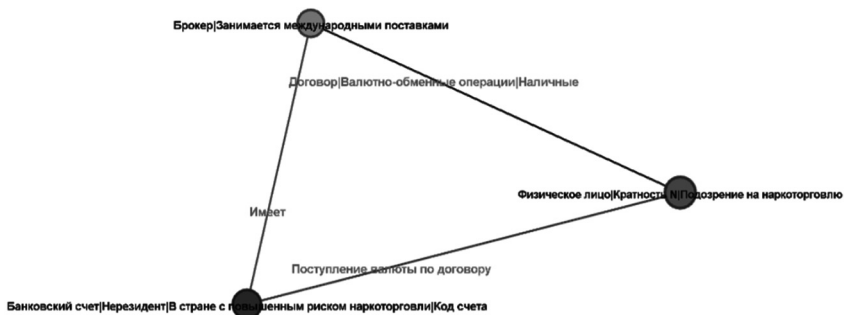 Брокер|Занимается международными поставками
Договор|Валютно-обменные операции|Наличные
Физическое лицо|Кратность N|Подозрение на наркоторговлю
Имеет
Поступление валюты по договору
Банковский счет|Нерезидент|В стране с повышенным риском наркоторговли|Код счета